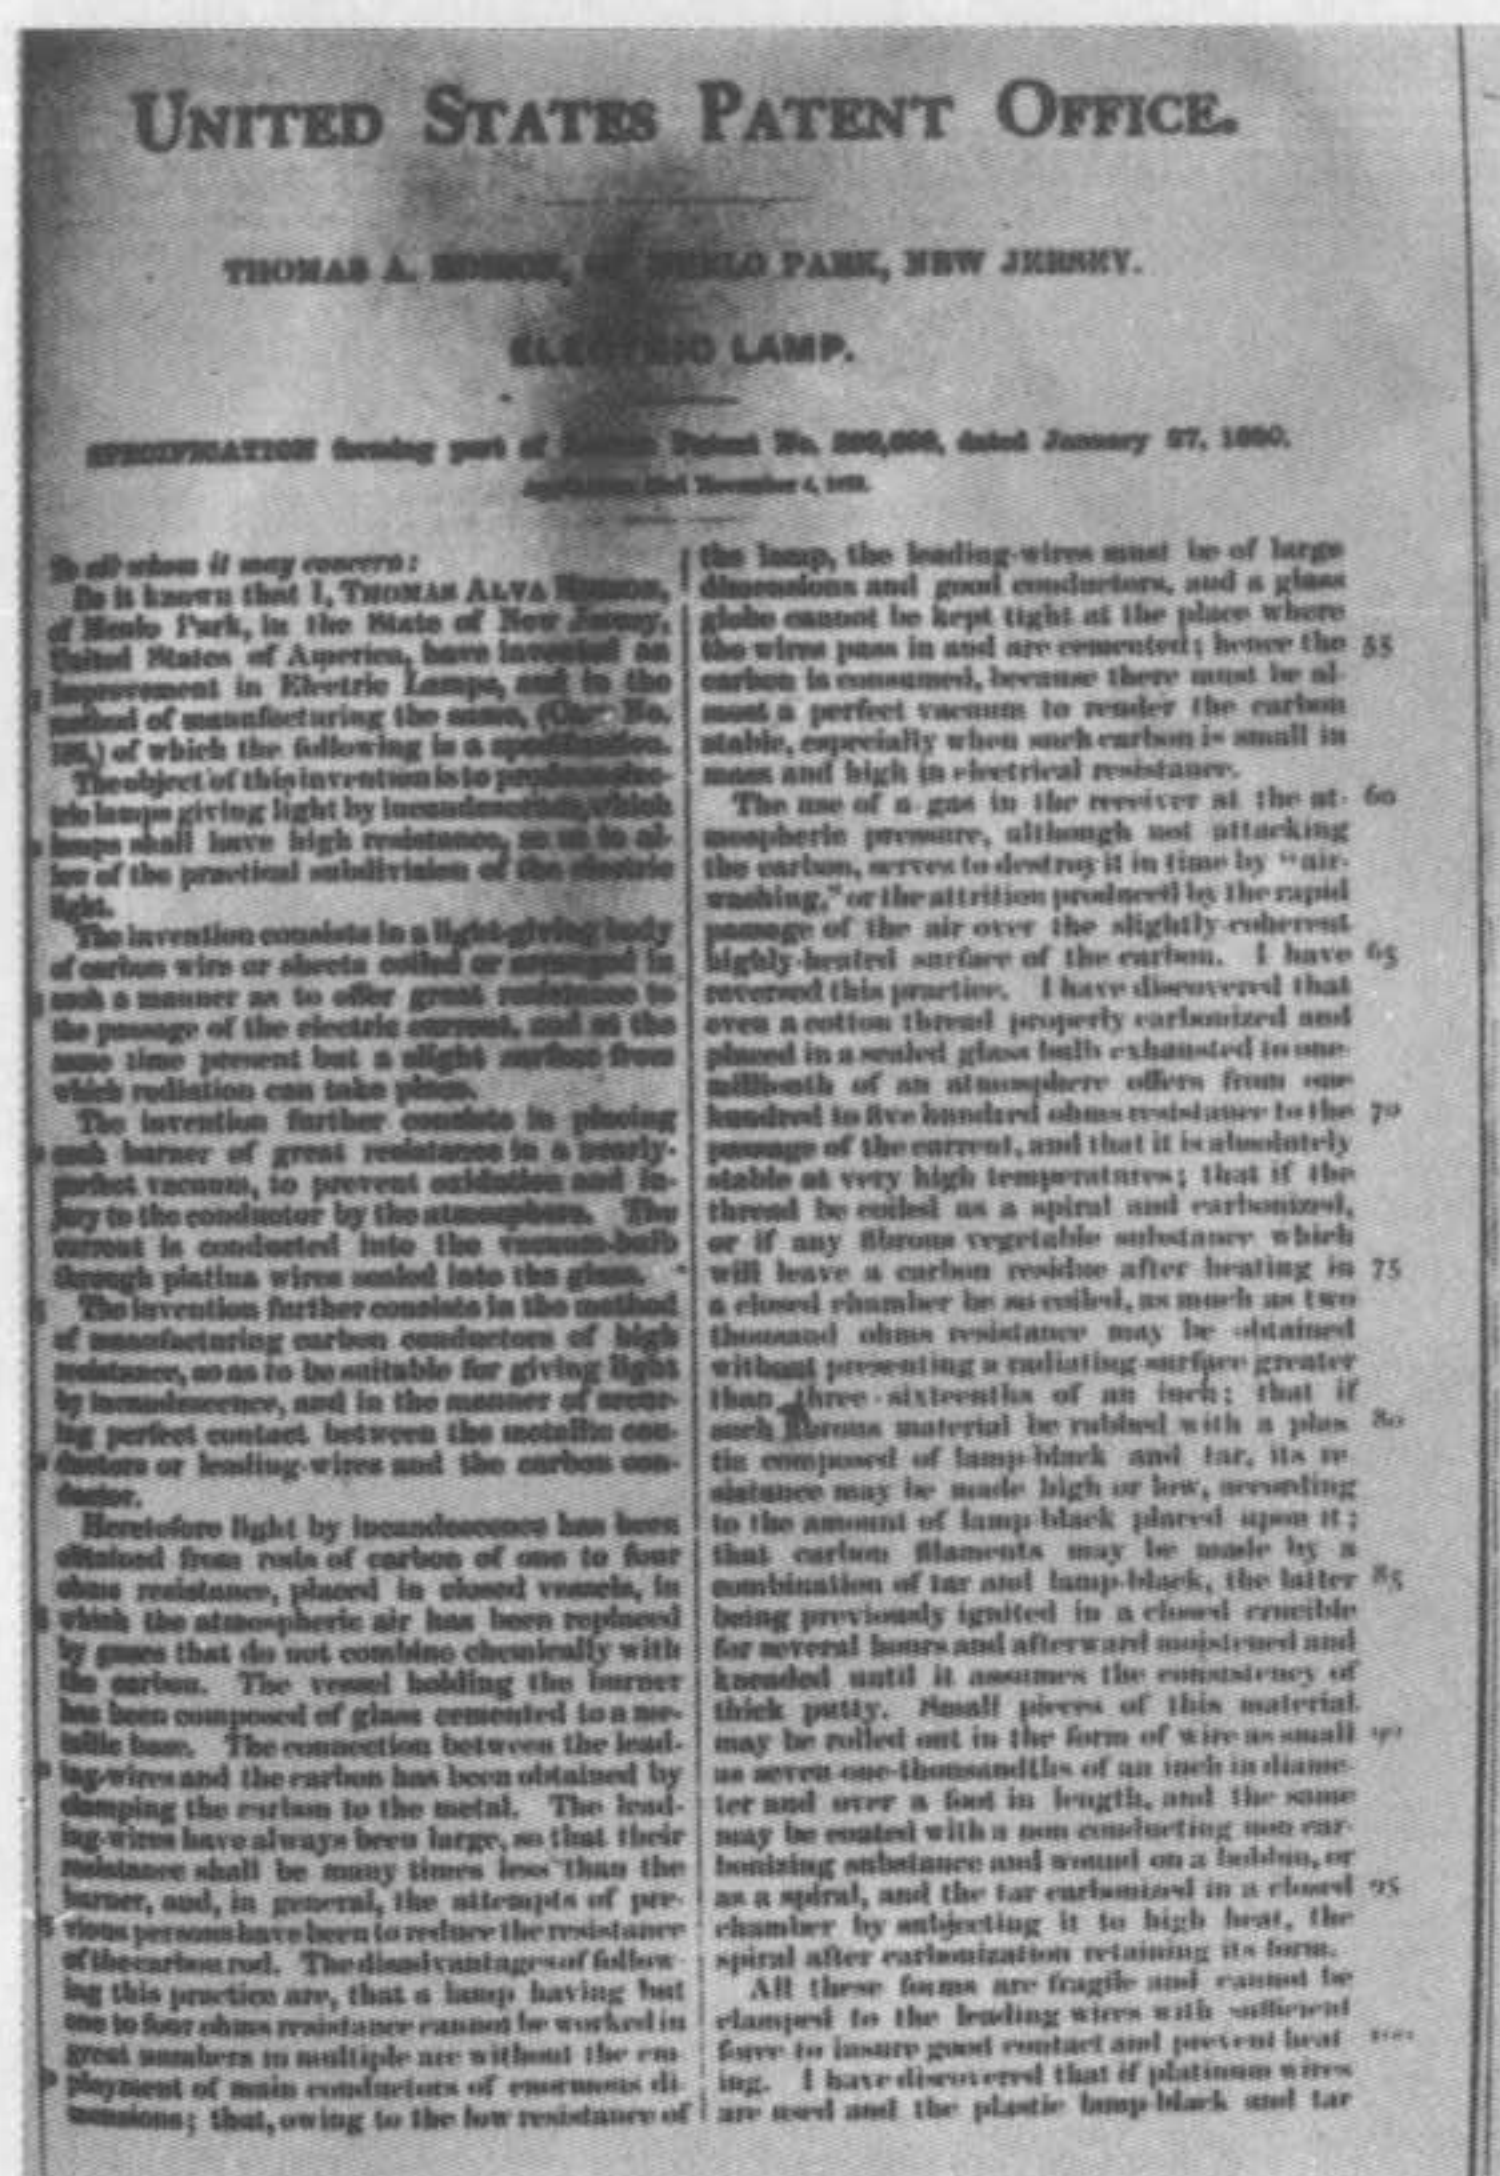 UNITED STATES PATENT OFFICE.
THOMAS A. EDISON, OF MENLO PARK, NEW JERSEY.
ELECTRIC LAMP.
SPECIFICATION forming part of Letters Patent No. dated January 27, 1880.
Application filed November 4, 1879.
To all whom it may concern:
Be it known that I, THOMAS ALVA EDISON,
of Menlo Park, in the State of New Jersey,
United States of America, have invented an
Improvement in Electric Lamps, and in the
method of manufacturing the same, (Case No.
of which the following is a specification.
The object of this invention is to produce elec-
tric lamps giving light by incandescence, which
lamps shall have high resistance, so as to al-
low of the practical subdivision of the electric
light.
The invention consists in a light-giving body
of carbon wire or sheets coiled or arranged in
such a manner as to offer great resistance to
the passage of the electric current, and at the
same time present but a slight surface from
which radiation can take place.
The invention further consists in placing
such burner of great resistance in a nearly-
perfect vacuum, to prevent oxidation and in-
jury to the conductor by the atmosphere. The
current is conducted into the vacuum-bulb
through platina wires sealed into the glass.
The invention further consists in the method
of manufacturing carbon conductors of high
resistance, so as to be suitable for giving light
by incandescence, and in the manner of secur-
ing perfect contact between the metallic con-
ductors or leading-wires and the carbon con-
ductor.
Heretofore light by incandescence has been
obtained from rods of carbon of one to four
ohms resistance, placed in closed vessels, in
which the atmospheric air has been replaced
by gases that do not combine chemically with
the carbon. The vessel holding the burner
has been composed of glass cemented to a me-
tallic base. The connection between the lead-
ing-wires and the carbon has been obtained by
clamping the carbon to the metal. The lead-
ing-wires have always been large, so that their
resistance shall be many times less than the
burner, and, in general, the attempts of pre-
vious persons have been to reduce the resistance
of the carbon rod. The disadvantages of follow-
ing this practice are, that a lamp having but
one to four ohms resistance cannot be worked in
great numbers in multiple arc without the em-
ployment of main conductors of enormous di-
mensions; that, owing to the low resistance of
the lamp, the leading-wires must be of large
dimensions and good conductors, and a glass
globe cannot be kept tight at the place where
the wires pass in and are cemented; hence the 55
carbon is consumed, because there must be al-
most a perfect vacuum to render the carbon
stable, especially when such carbon is small in
mass and high in electrical resistance.
The use of a gas in the receiver at the at- 60
mospheric pressure, although not attacking
the carbon, serves to destroy it in time by "air-
washing," or the attrition produced by the rapid
passage of the air over the slightly-coherent
highly-heated surface of the carbon. I have 65
reversed this practice. I have discovered that
even a cotton thread properly carbonized and
placed in a sealed glass bulb exhausted to one-
millionth of an atmosphere offers from one
hundred to five hundred ohms resistance to the 70
passage of the current, and that it is absolutely
stable at very high temperatures; that if the
thread be coiled as a spiral and carbonized,
or if any fibrous vegetable substance which
will leave a carbon residue after heating in 75
a closed chamber be so coiled, as much as two
thousand ohms resistance may be obtained
without presenting a radiating-surface greater
than three-sixteenths of an inch; that if
such fibrous material be rubbed with a plas- 80
tic composed of lamp-black and tar, its re-
sistance may be made high or low, according
to the amount of lamp-black placed upon it;
that carbon filaments may be made by a
combination of tar and lamp-black, the latter 85
being previously ignited in a closed crucible
for several hours and afterward moistened and
kneaded until it assumes the consistency of
thick putty. Small pieces of this material
may be rolled out in the form of wire as small 90
as seven one-thousandths of an inch in diame-
ter and over a foot in length, and the same
may be coated with a non-conducting non-car-
bonizing substance and wound on a bobbin, or
as a spiral, and the tar carbonized in a closed 95
chamber by subjecting it to high heat, the
spiral after carbonization retaining its form.
All these forms are fragile and cannot be
clamped to the leading wires with sufficient
force to insure good contact and prevent heat- 100
ing. I have discovered that if platinum wires
are used and the plastic lamp-black and tar